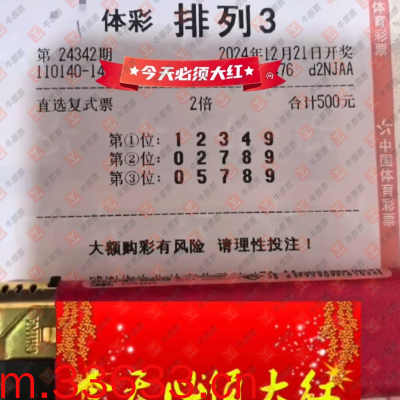 体彩 排列3
第 24342期 2024年12月21日开奖
110140-14 76 d2NJAA
★今天必须大红★
直选复式票 2倍 合计500元
第①位: 1 2 3 4 9
第②位: 0 2 7 8 9
第③位: 0 5 7 8 9
大额购彩有风险 请理性投注!
体育彩票
中国体育彩票
今天必须大红